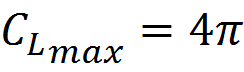 C_{L_{max}} = 4π